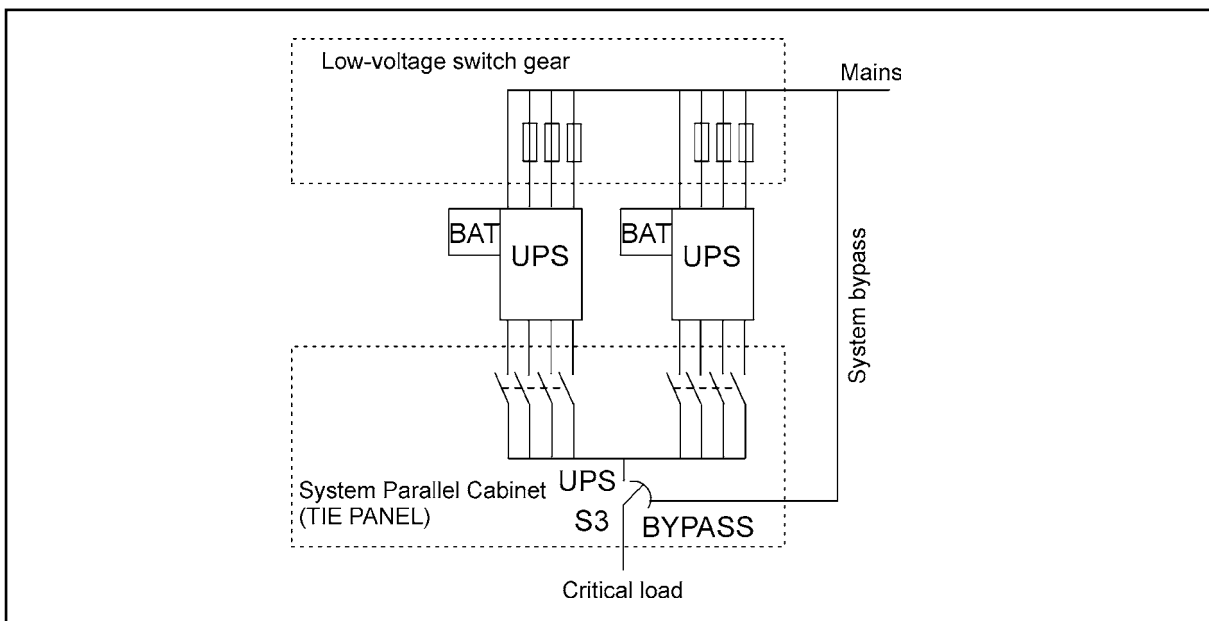 Low-voltage switch gear
Mains
BAT
UPS
BAT
UPS
System bypass
UPS
System Parallel Cabinet
(TIE PANEL)
S3
BYPASS
Critical load